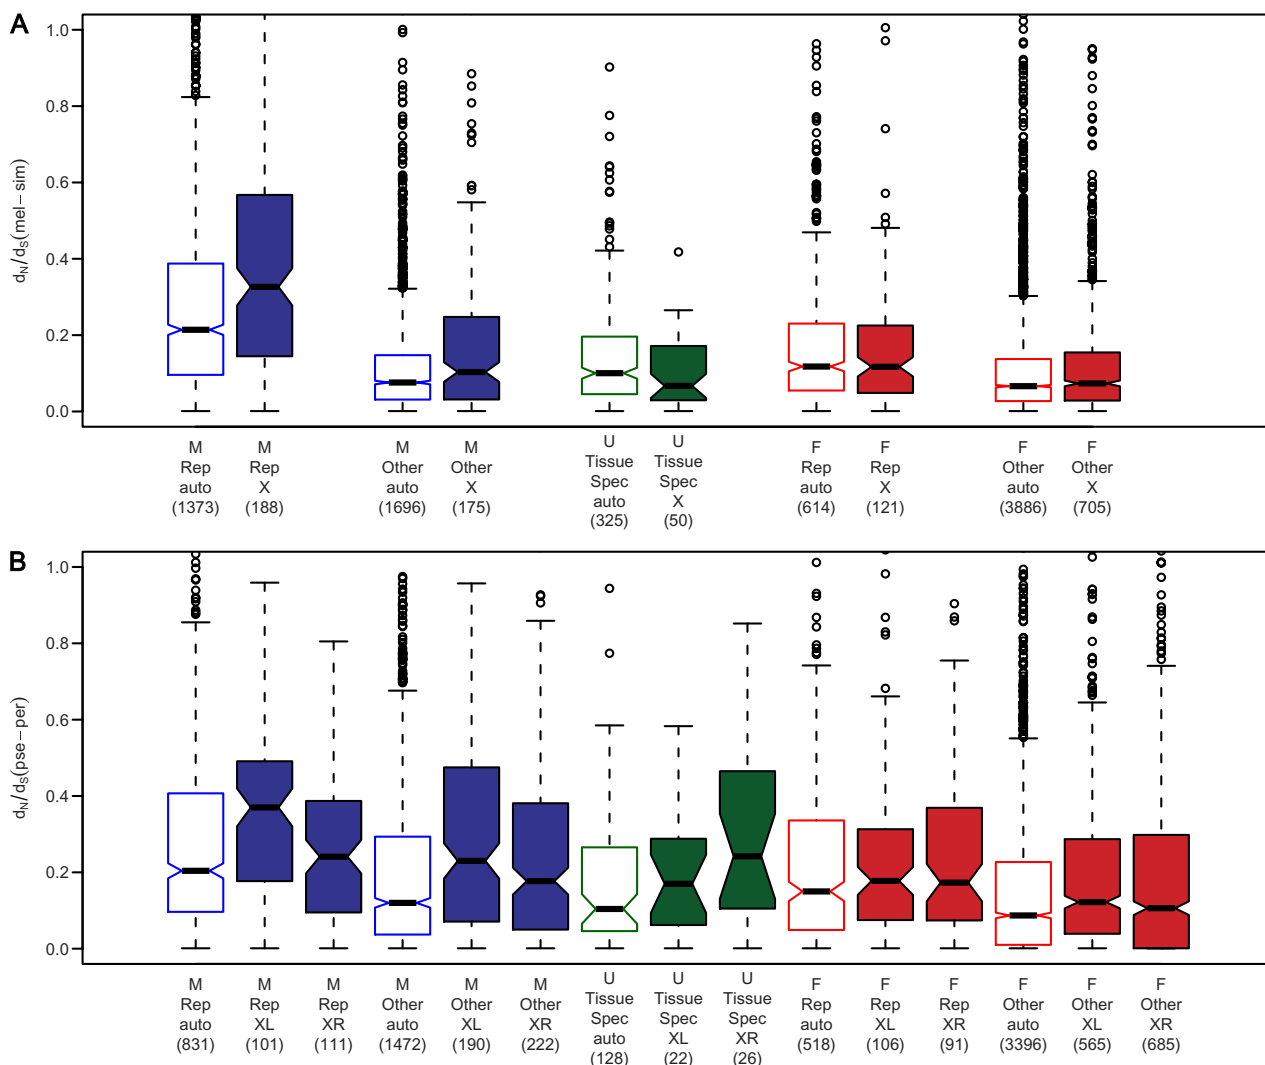 A
1.0
0.8
0.6
0.4
0.2
0.0
dN/dS(mel−sim)
M Rep auto (1373)
M Rep X (188)
M Other auto (1696)
M Other X (175)
U Tissue Spec auto (325)
U Tissue Spec X (50)
F Rep auto (614)
F Rep X (121)
F Other auto (3886)
F Other X (705)
B
1.0
0.8
0.6
0.4
0.2
0.0
dN/dS(pse−per)
M Rep auto (831)
M Rep XL (101)
M Rep XR (111)
M Other auto (1472)
M Other XL (190)
M Other XR (222)
U Tissue Spec auto (128)
U Tissue Spec XL (22)
U Tissue Spec XR (26)
F Rep auto (518)
F Rep XL (106)
F Rep XR (91)
F Other auto (3396)
F Other XL (565)
F Other XR (685)